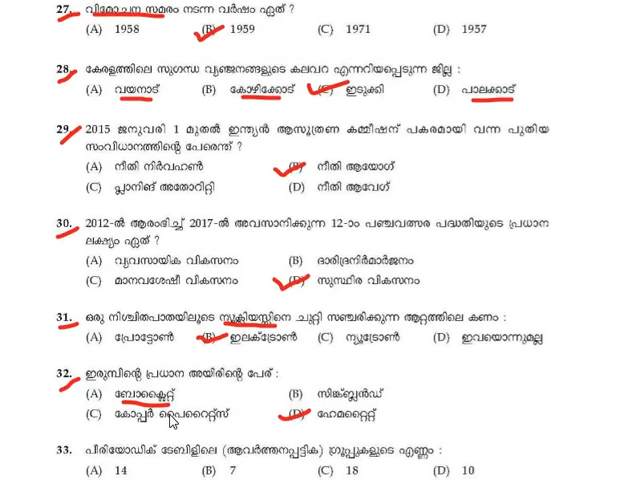 27. വിമോചന സമരം നടന്ന വർഷം ഏത് ?
(A) 1958 (B) 1959 (C) 1971 (D) 1957
28. കേരളത്തിലെ സുഗന്ധ വ്യഞ്ജനങ്ങളുടെ കലവറ എന്നറിയപ്പെടുന്ന ജില്ല :
(A) വയനാട് (B) കോഴിക്കോട് (C) ഇടുക്കി (D) പാലക്കാട്
29. 2015 ജനുവരി 1 മുതൽ ഇന്ത്യൻ ആസൂത്രണ കമ്മീഷന് പകരമായി വന്ന പുതിയ
സംവിധാനത്തിന്റെ പേരെന്ത് ?
(A) നീതി നിർവഹൺ (B) നീതി ആയോഗ്
(C) പ്ലാനിങ് അതോറിറ്റി (D) നീതി ആവേഗ്
30. 2012-ൽ ആരംഭിച്ച് 2017-ൽ അവസാനിക്കുന്ന 12-ാം പഞ്ചവത്സര പദ്ധതിയുടെ പ്രധാന
ലക്ഷ്യം ഏത് ?
(A) വ്യവസായിക വികസനം (B) ദാരിദ്രനിർമാർജനം
(C) മാനവശേഷീ വികസനം (D) സുസ്ഥിര വികസനം
31. ഒരു നിശ്ചിതപാതയിലൂടെ ന്യൂക്ലിയസ്സിനെ ചുറ്റി സഞ്ചരിക്കുന്ന ആറ്റത്തിലെ കണം :
(A) പ്രോട്ടോൺ (B) ഇലക്ട്രോൺ (C) ന്യൂട്രോൺ (D) ഇവയൊന്നുമല്ല
32. ഇരുമ്പിന്റെ പ്രധാന അയിരിന്റെ പേര് :
(A) ബോക്സൈറ്റ് (B) സിങ്ക്ബ്ലൻഡ്
(C) കോപ്പർ പൈറൈറ്റ്സ് (D) ഹേമറ്റൈറ്റ്
33. പീരിയോഡിക് ടേബിളിലെ (ആവർത്തനപ്പട്ടിക) ഗ്രൂപ്പുകളുടെ എണ്ണം :
(A) 14 (B) 7 (C) 18 (D) 10